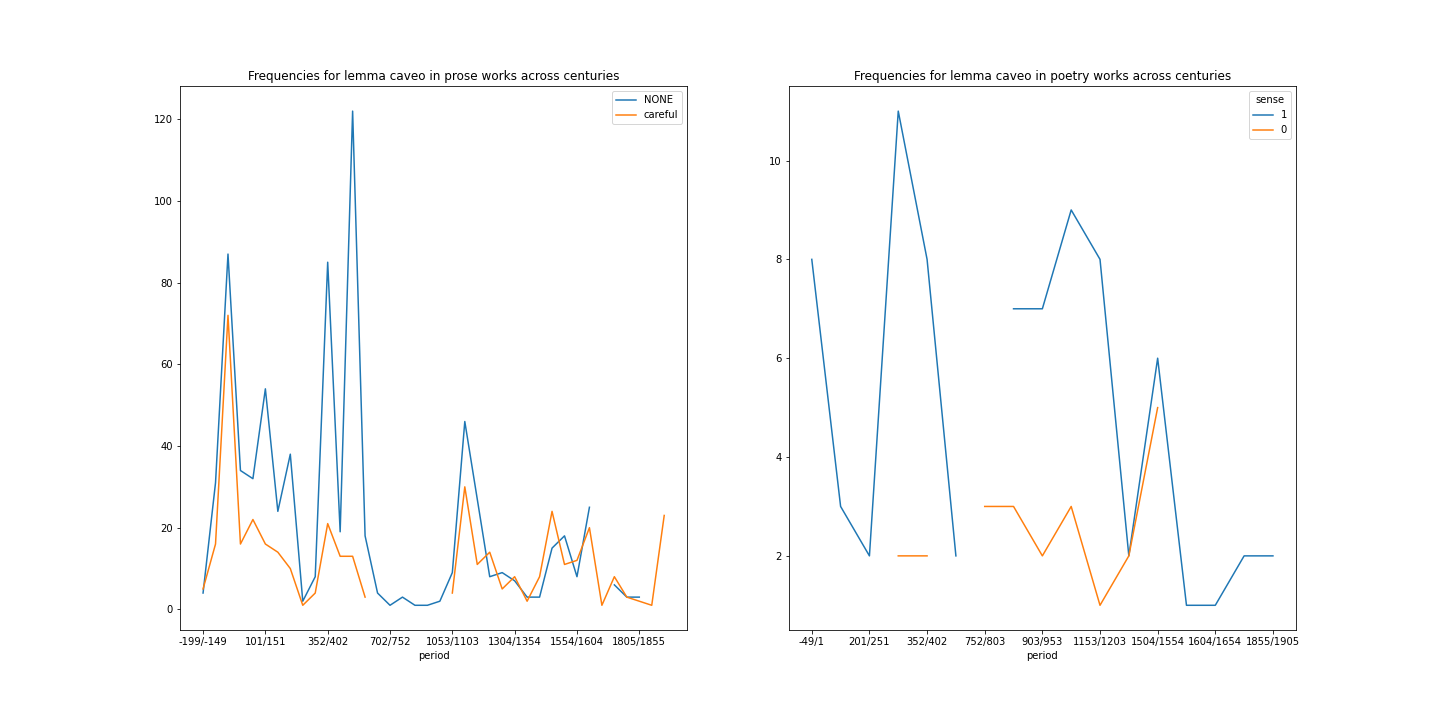 Frequencies for lemma caveo in prose works across centuries
NONE
careful
120
100
80
60
40
20
0
-199/-149 101/151 352/402 702/752 1053/1103 1304/1354 1554/1604 1805/1855
period
Frequencies for lemma caveo in poetry works across centuries
sense
1
0
10
8
6
4
2
-49/1 201/251 352/402 752/803 903/953 1153/1203 1504/1554 1604/1654 1855/1905
period